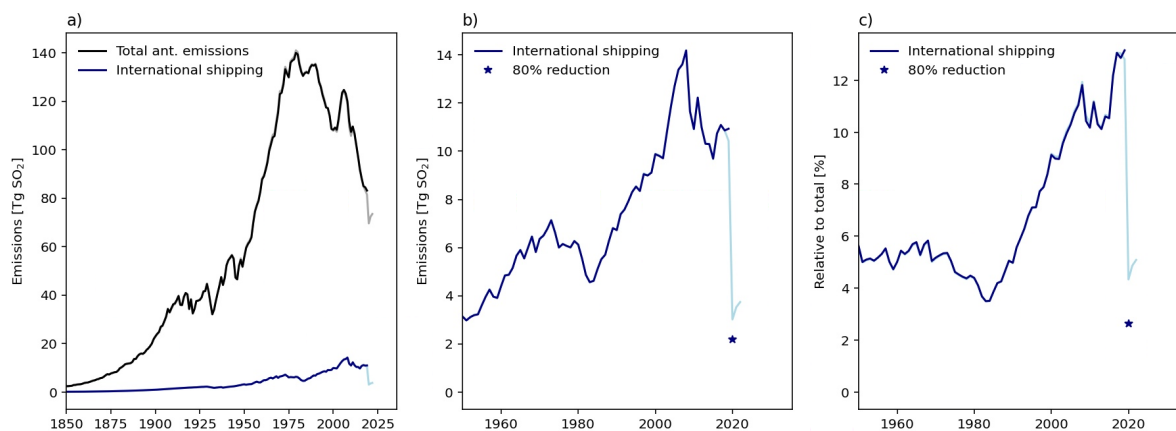 a)
Total ant. emissions
International shipping
Emissions [Tg SO₂]
140
120
100
80
60
40
20
0
1850 1875 1900 1925 1950 1975 2000 2025
b)
International shipping
80% reduction
Emissions [Tg SO₂]
14
12
10
8
6
4
2
0
1960 1980 2000 2020
c)
International shipping
80% reduction
Relative to total [%]
12
10
8
6
4
2
0
1960 1980 2000 2020